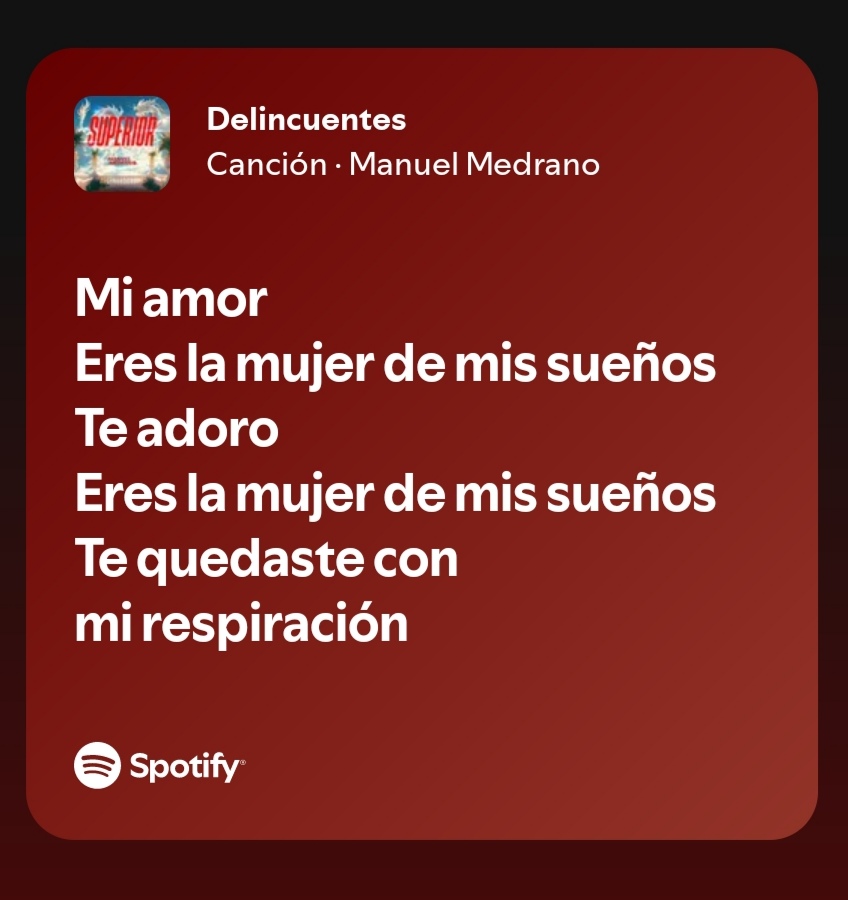 SUPERIOR
Delincuentes
Canción · Manuel Medrano
Mi amor
Eres la mujer de mis sueños
Te adoro
Eres la mujer de mis sueños
Te quedaste con
mi respiración
Spotify®